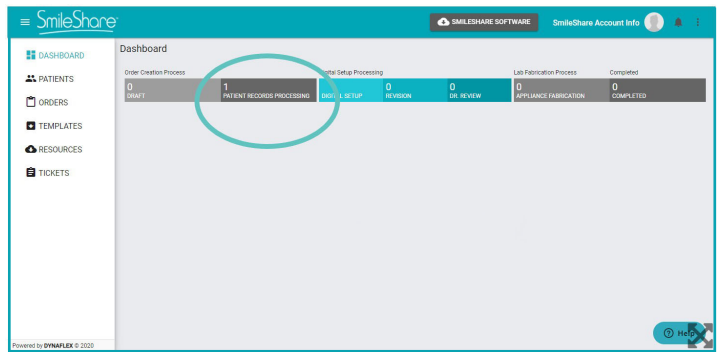 SmileShare
SMILESHARE SOFTWARE
SmileShare Account Info
DASHBOARD
PATIENTS
ORDERS
TEMPLATES
RESOURCES
TICKETS
Powered by DYNAFLEX © 2020
Dashboard
Order Creation Process
0
DRAFT
1
PATIENT RECORDS PROCESSING
Digital Setup Processing
DIGITAL SETUP
0
REVISION
0
DR. REVIEW
Lab Fabrication Process
0
APPLIANCE FABRICATION
Completed
0
COMPLETED
Help